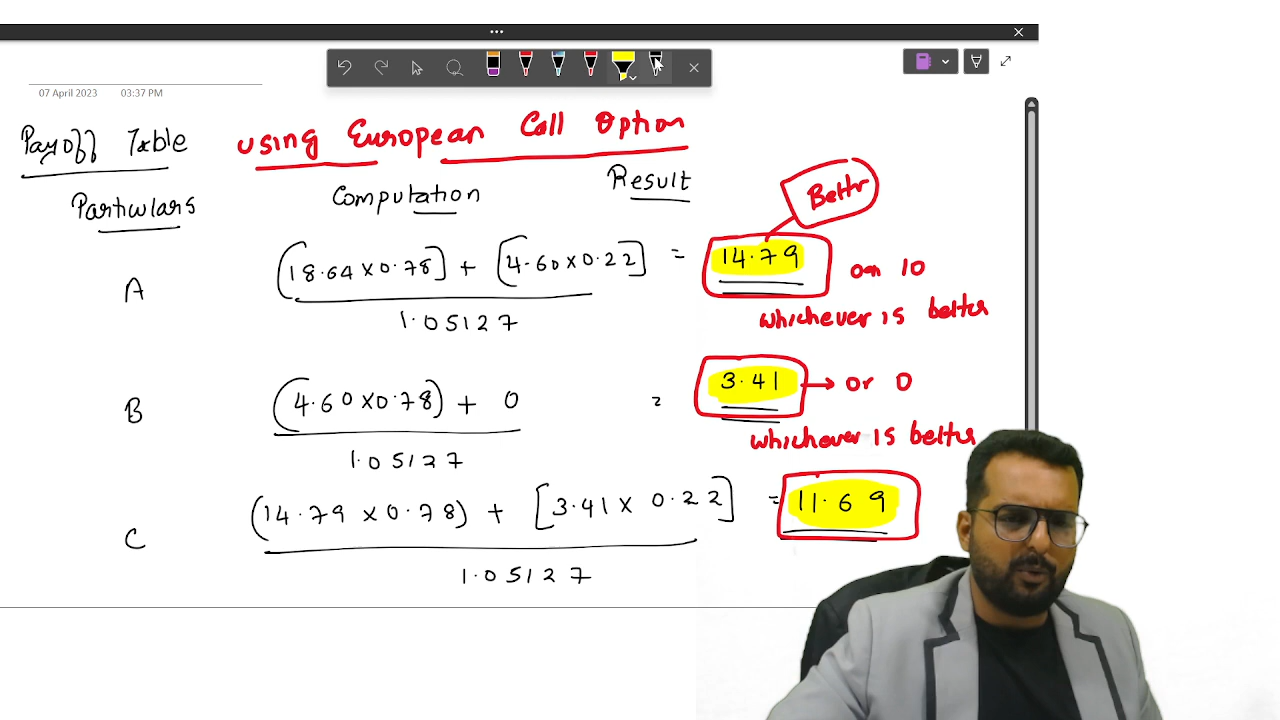 07 April 2023 03:37 PM
Payoff Table using European Call Option
Particulars Computation Result
Better
A (18.64 x 0.78] + [4.60 x 0.22] = 14.79 on 10
1.05127
whichever is better
B (4.60 x 0.78) + 0 = 3.41 → or 0
1.05127
whichever is better
C (14.79 x 0.78) + [3.41 x 0.22] = 11.69
1.05127